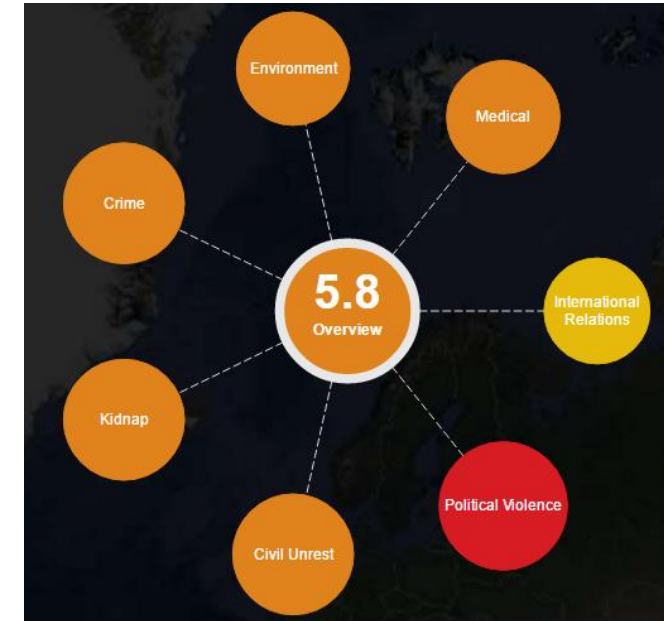 Environment
Medical
Crime
5.8
Overview
International
Relations
Kidnap
Political Violence
Civil Unrest